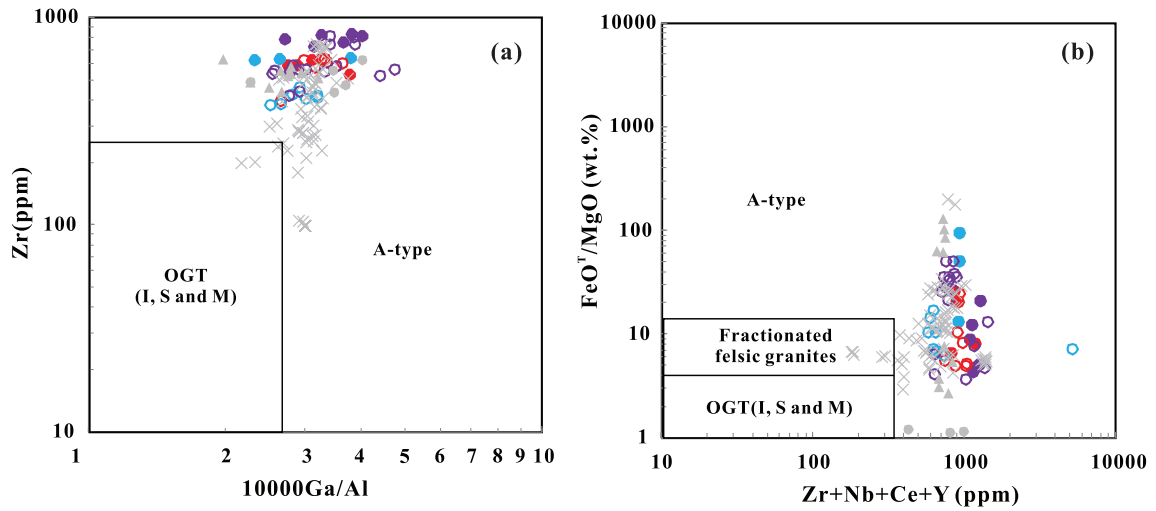 1000
(a)
Zr(ppm)
100
A-type
OGT
(I, S and M)
10
1 2 3 4 5 6 7 8 9 10
10000Ga/Al
10000
(b)
FeOᵀ/MgO (wt.%)
1000
A-type
100
10
Fractionated
felsic granites
OGT(I, S and M)
1
10 100 1000 10000
Zr+Nb+Ce+Y (ppm)